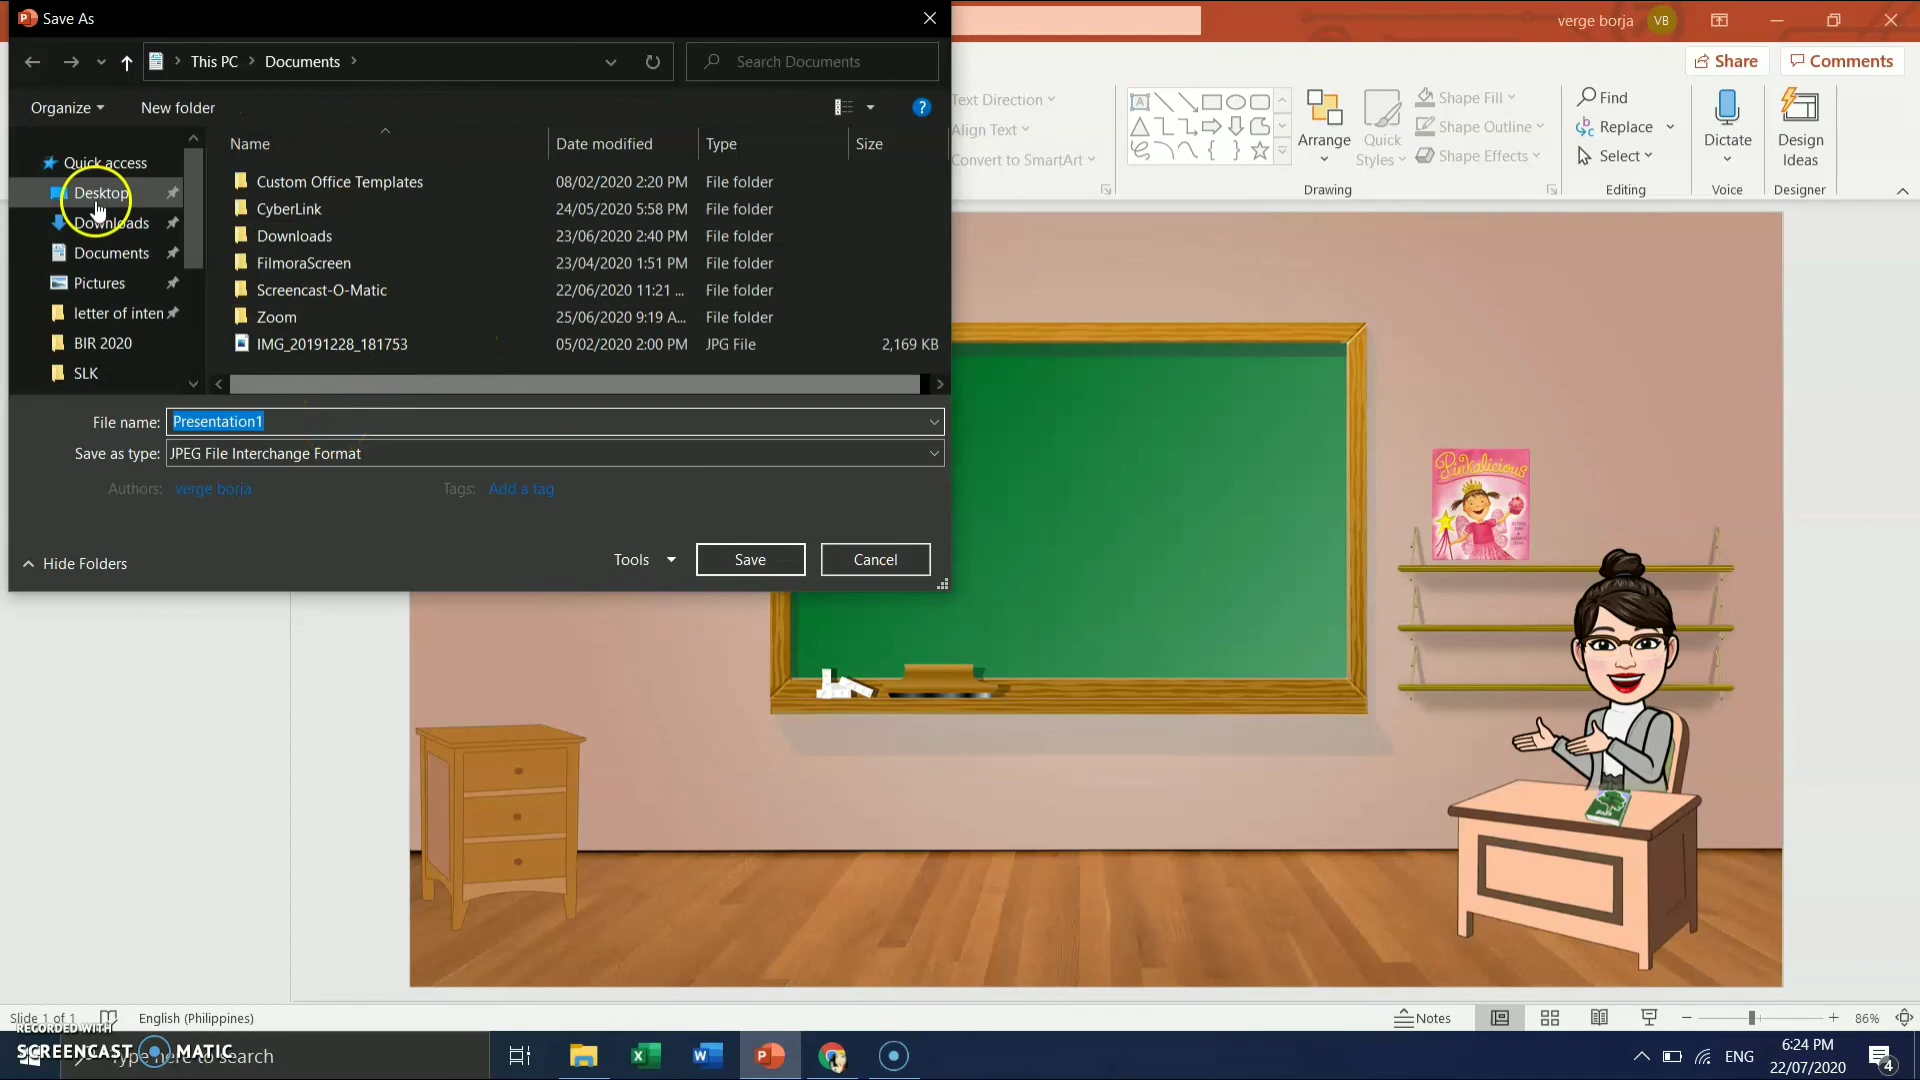 Save As
verge borja VB
This PC > Documents >
Search Documents
Share
Comments
Organize
New folder
?
Text Direction
Align Text
Convert to SmartArt
Arrange
Quick Styles
Shape Fill
Shape Outline
Shape Effects
Find
Replace
Select
Dictate
Design Ideas
Drawing
Editing
Voice
Designer
Name
Date modified
Type
Size
Quick access
Desktop
Downloads
Documents
Pictures
letter of inten
BIR 2020
SLK
Custom Office Templates 08/02/2020 2:20 PM File folder
CyberLink 24/05/2020 5:58 PM File folder
Downloads 23/06/2020 2:40 PM File folder
FilmoraScreen 23/04/2020 1:51 PM File folder
Screencast-O-Matic 22/06/2020 11:21 ... File folder
Zoom 25/06/2020 9:19 A... File folder
IMG_20191228_181753 05/02/2020 2:00 PM JPG File 2,169 KB
File name: Presentation1
Save as type: JPEG File Interchange Format
Authors: verge borja
Tags: Add a tag
Hide Folders
Tools
Save
Cancel
Pinkalicious
Slide 1 of 1
English (Philippines)
Notes
86%
RECORDED WITH
SCREENCAST MATIC
Type here to search
ENG
6:24 PM
22/07/2020
4